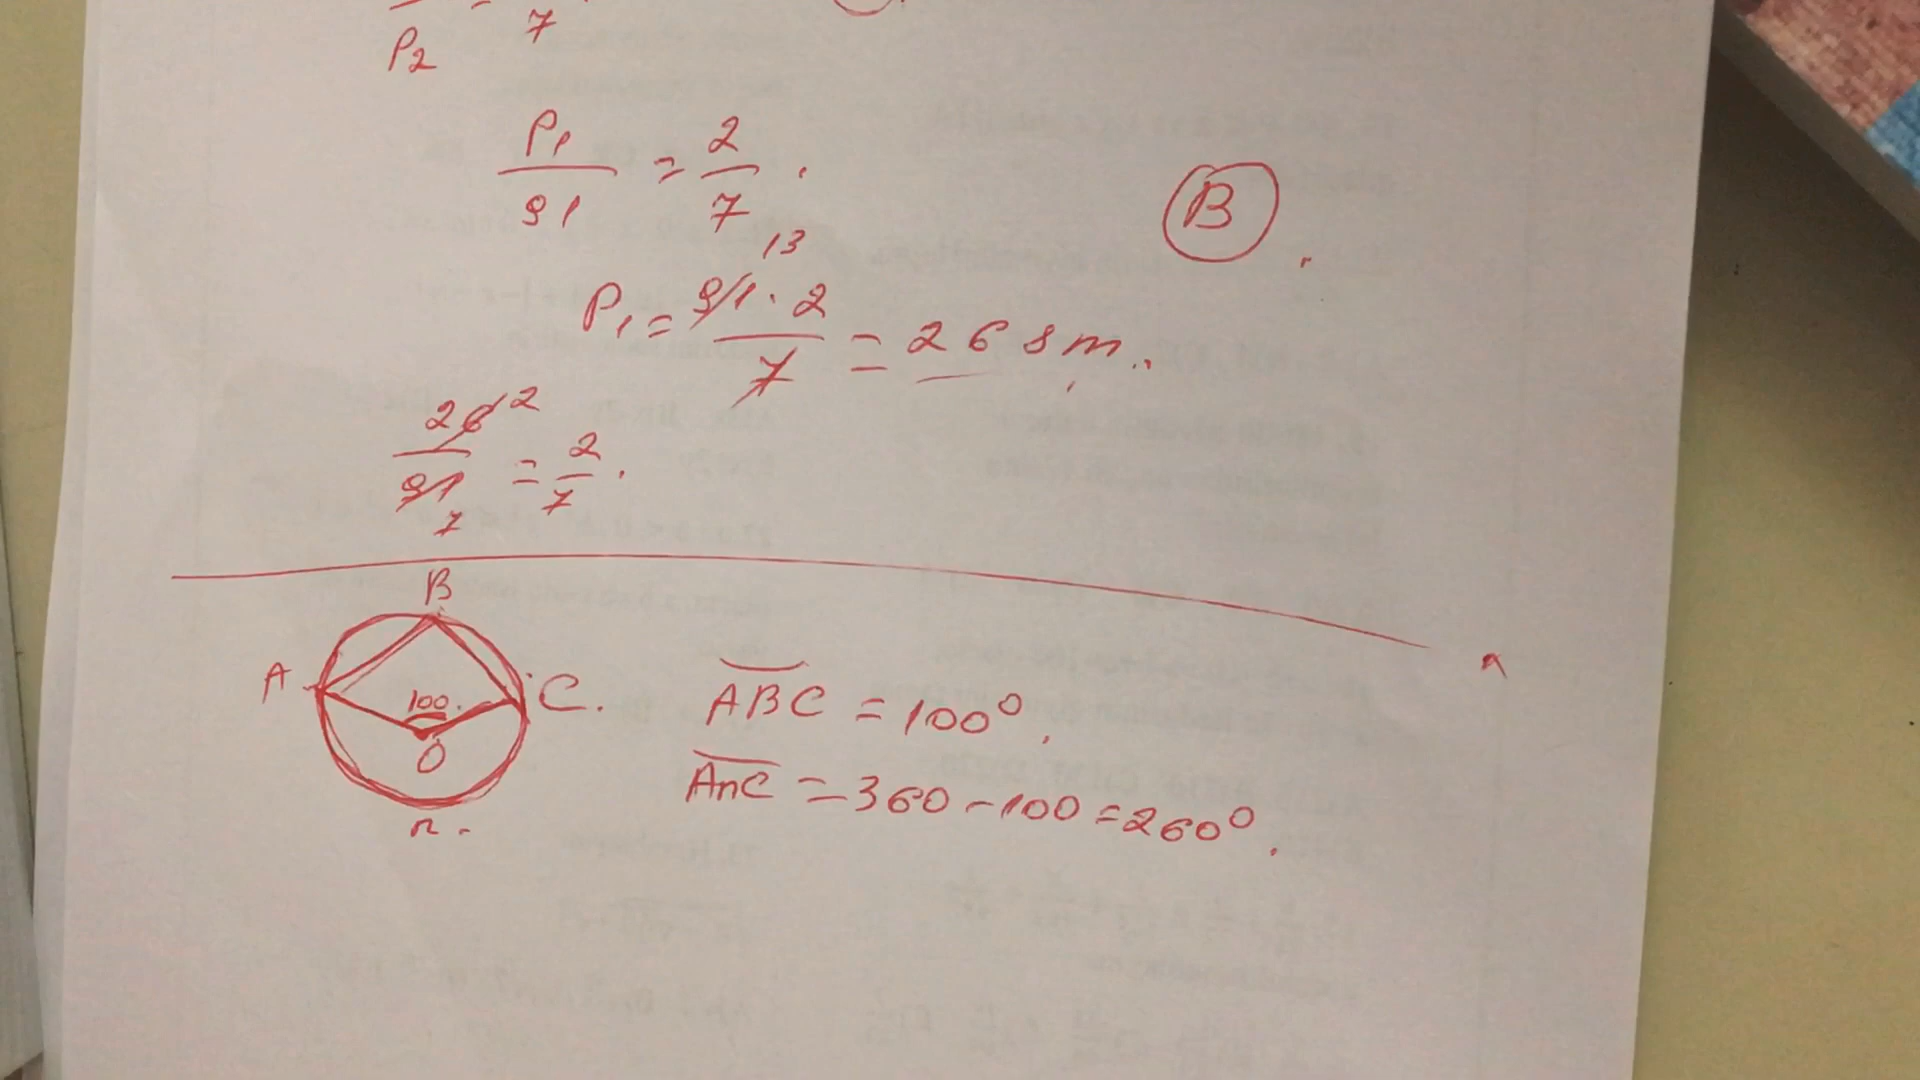 P2 = 7
P1/91 = 2/7.
B.
P1 = 91·2/7 = 26 sm.
13
26/91 = 2/7.
2
7
B
A
C.
100.
O
n.
ABC = 100°.
AnC = 360 - 100 = 260°.